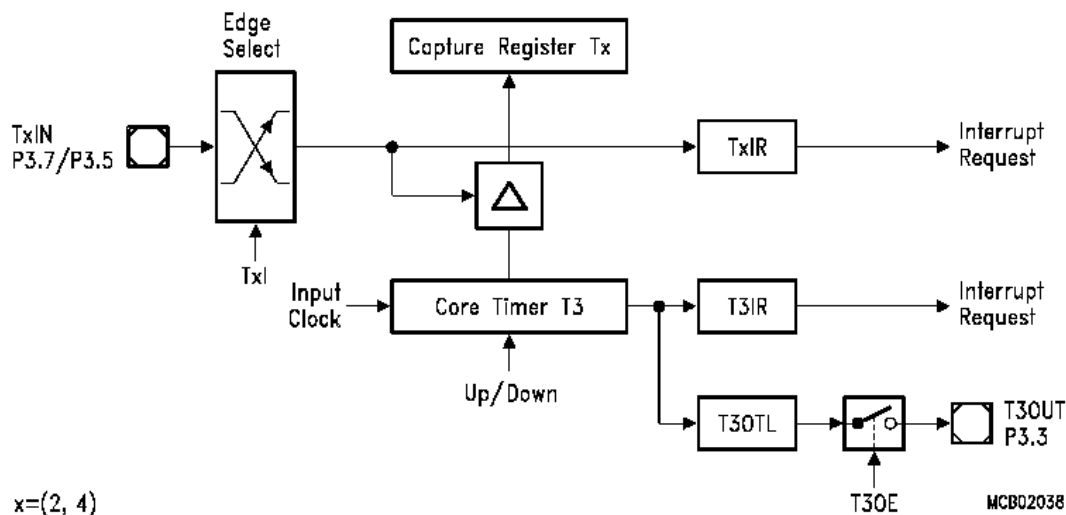 Edge
Select
Capture Register Tx
TxIN
P3.7/P3.5
TxIR
Interrupt
Request
TxI
Input
Clock
Core Timer T3
T3IR
Interrupt
Request
Up/Down
T3OTL
T3OUT
P3.3
T3OE
x=(2, 4)
MCB02038